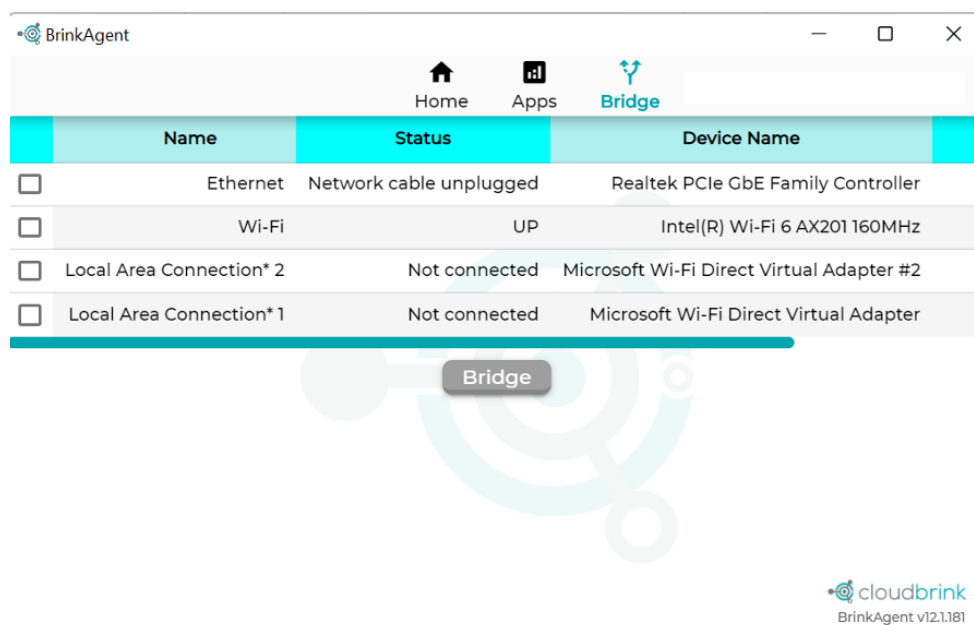 BrinkAgent
Home Apps Bridge
Name Status Device Name
Ethernet Network cable unplugged Realtek PCIe GbE Family Controller
Wi-Fi UP Intel(R) Wi-Fi 6 AX201 160MHz
Local Area Connection* 2 Not connected Microsoft Wi-Fi Direct Virtual Adapter #2
Local Area Connection* 1 Not connected Microsoft Wi-Fi Direct Virtual Adapter
Bridge
cloudbrink
BrinkAgent v12.1.181